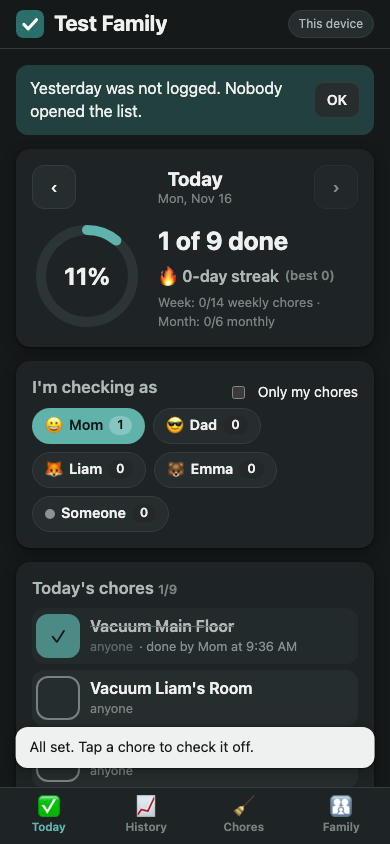 Test Family
This device
Yesterday was not logged. Nobody
opened the list.
OK
‹
Today
›
Mon, Nov 16
11%
1 of 9 done
🔥 0-day streak (best 0)
Week: 0/14 weekly chores ·
Month: 0/6 monthly
I'm checking as
Only my chores
😀 Mom 1
😎 Dad 0
🦊 Liam 0
🐻 Emma 0
Someone 0
Today's chores 1/9
Vacuum Main Floor
anyone · done by Mom at 9:36 AM
Vacuum Liam's Room
anyone
All set. Tap a chore to check it off.
anyone
Today
History
Chores
Family